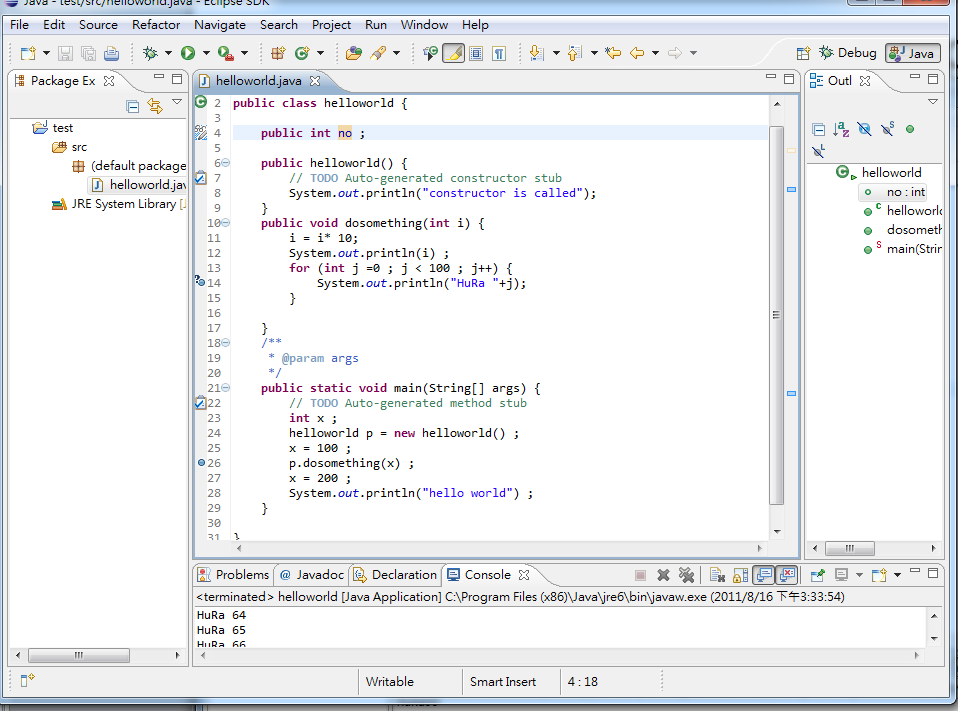 Java - test/src/helloworld.java - Eclipse SDK
File Edit Source Refactor Navigate Search Project Run Window Help
Debug Java
Package Ex
helloworld.java
Outl
test
src
(default package
helloworld.jav
JRE System Library [J
2 public class helloworld {
3
4 public int no ;
5
6 public helloworld() {
7 // TODO Auto-generated constructor stub
8 System.out.println("constructor is called");
9 }
10 public void dosomething(int i) {
11 i = i* 10;
12 System.out.println(i) ;
13 for (int j =0 ; j < 100 ; j++) {
14 System.out.println("HuRa "+j);
15 }
16
17 }
18 /**
19 * @param args
20 */
21 public static void main(String[] args) {
22 // TODO Auto-generated method stub
23 int x ;
24 helloworld p = new helloworld() ;
25 x = 100 ;
26 p.dosomething(x) ;
27 x = 200 ;
28 System.out.println("hello world") ;
29 }
30
31 }
helloworld
no : int
helloworld
dosometh
main(Strin
Problems @ Javadoc Declaration Console
<terminated> helloworld [Java Application] C:\Program Files (x86)\Java\jre6\bin\javaw.exe (2011/8/16 下午3:33:54)
HuRa 64
HuRa 65
HuRa 66
Writable Smart Insert 4 : 18